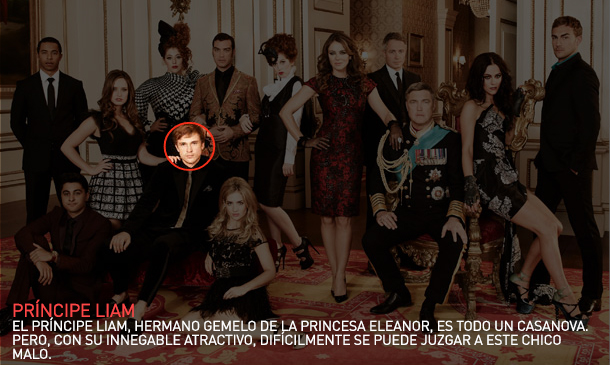 PRÍNCIPE LIAM
EL PRÍNCIPE LIAM, HERMANO GEMELO DE LA PRINCESA ELEANOR, ES TODO UN CASANOVA.
PERO, CON SU INNEGABLE ATRACTIVO, DIFÍCILMENTE SE PUEDE JUZGAR A ESTE CHICO
MALO.